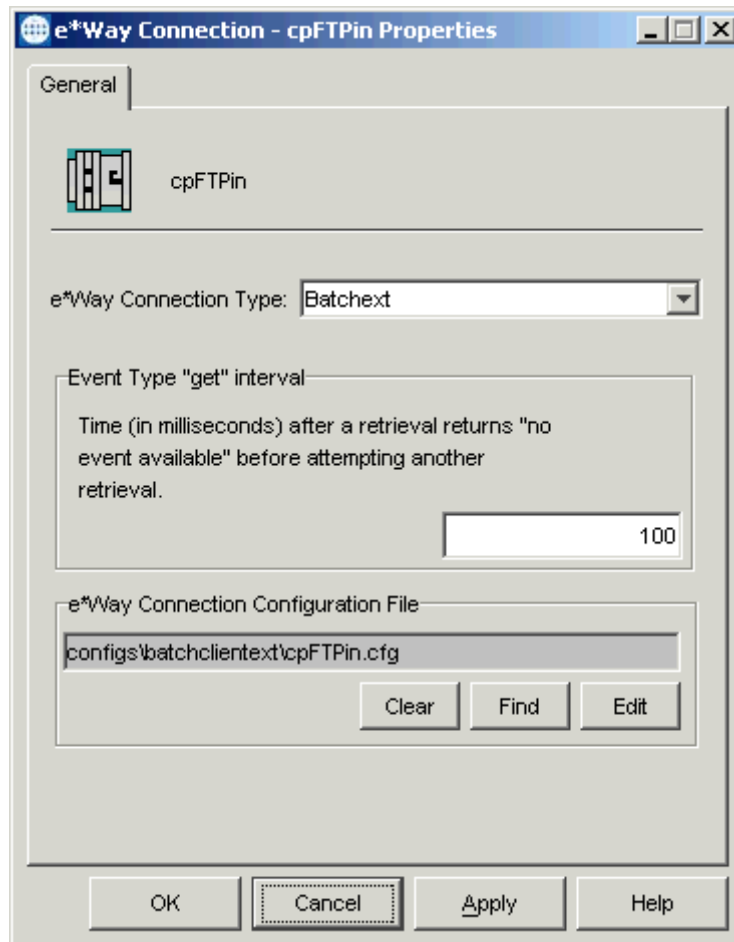 e*Way Connection - cpFTPin Properties
General
cpFTPin
e*Way Connection Type: Batchext
Event Type "get" interval
Time (in milliseconds) after a retrieval returns "no
event available" before attempting another
retrieval.
100
e*Way Connection Configuration File
configs\batchclientext\cpFTPin.cfg
Clear Find Edit
OK Cancel Apply Help